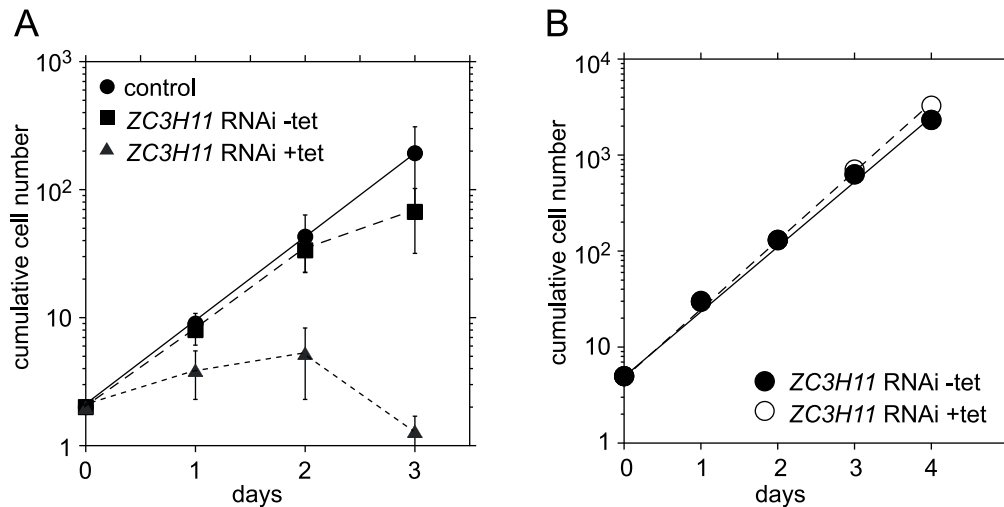 A
10³
10²
10
1
cumulative cell number
control
ZC3H11 RNAi -tet
ZC3H11 RNAi +tet
0 1 2 3
days
B
10⁴
10³
10²
10
1
cumulative cell number
ZC3H11 RNAi -tet
ZC3H11 RNAi +tet
0 1 2 3 4
days